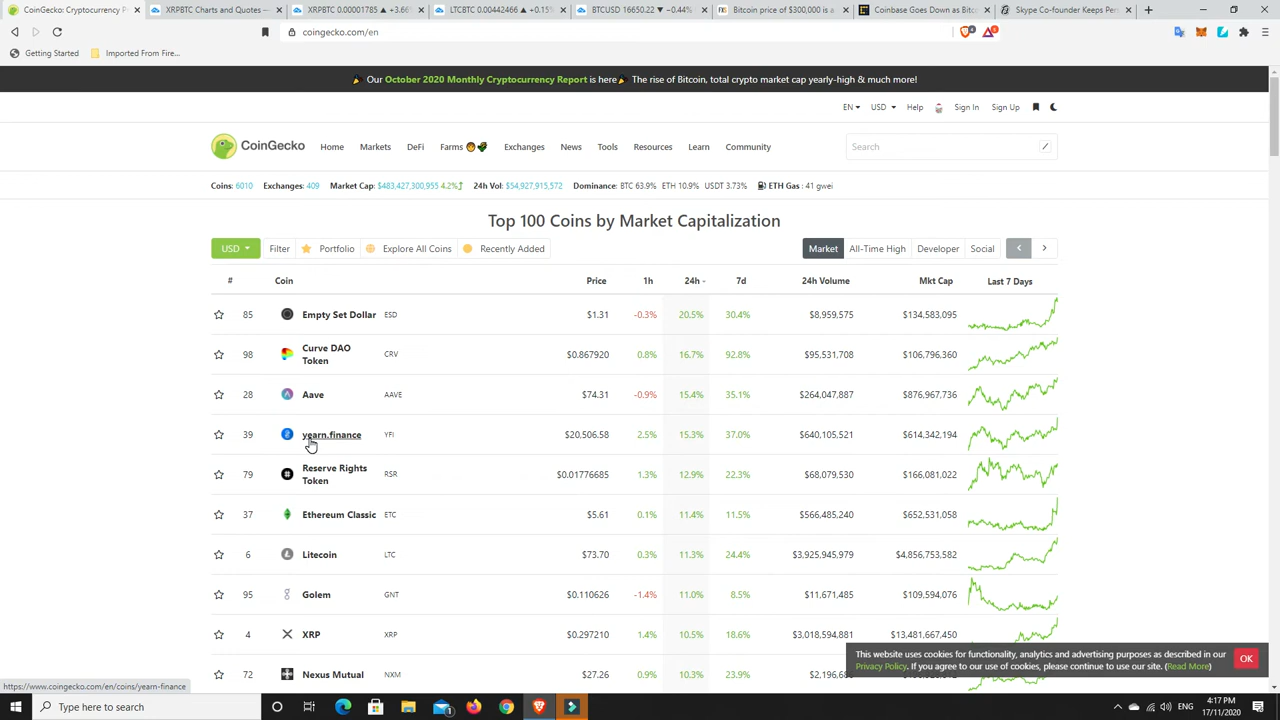 CoinGecko: Cryptocurrency P
XRPBTC Charts and Quotes —
XRPBTC 0.00001785 ▲ +3.66
LTCBTC 0.00442466 ▲ +0.15%
BTCUSD 16650.22 ▼ −0.44%
Bitcoin price of $300,000 is a
Coinbase Goes Down as Bitc
Skype Co-founder Keeps Pers
coingecko.com/en
Getting Started
Imported From Fire...
Our October 2020 Monthly Cryptocurrency Report is here The rise of Bitcoin, total crypto market cap yearly-high & much more!
EN USD Help Sign In Sign Up
CoinGecko Home Markets DeFi Farms Exchanges News Tools Resources Learn Community Search /
Coins: 6010 Exchanges: 409 Market Cap: $483,427,300,955 4.2% 24h Vol: $54,927,915,572 Dominance: BTC 63.9% ETH 10.9% USDT 3.73% ETH Gas : 41 gwei
Top 100 Coins by Market Capitalization
USD Filter Portfolio Explore All Coins Recently Added Market All-Time High Developer Social < >
# Coin Price 1h 24h 7d 24h Volume Mkt Cap Last 7 Days
85 Empty Set Dollar ESD $1.31 -0.3% 20.5% 30.4% $8,959,575 $134,583,095
98 Curve DAO Token CRV $0.867920 0.8% 16.7% 92.8% $95,531,708 $106,796,360
28 Aave AAVE $74.31 -0.9% 15.4% 35.1% $264,047,887 $876,967,736
39 yearn.finance YFI $20,506.58 2.5% 15.3% 37.0% $640,105,521 $614,342,194
79 Reserve Rights Token RSR $0.01776685 1.3% 12.9% 22.3% $68,079,530 $166,081,022
37 Ethereum Classic ETC $5.61 0.1% 11.4% 11.5% $566,485,240 $652,531,058
6 Litecoin LTC $73.70 0.3% 11.3% 24.4% $3,925,945,979 $4,856,753,582
95 Golem GNT $0.110626 -1.4% 11.0% 8.5% $11,671,485 $109,594,076
4 XRP XRP $0.297210 1.4% 10.5% 18.6% $3,018,594,881 $13,481,667,450
72 Nexus Mutual NXM $27.26 0.9% 10.3% 23.9%
This website uses cookies for functionality, analytics and advertising purposes as described in our
Privacy Policy. If you agree to our use of cookies, please continue to use our site. (Read More)
OK
https://www.coingecko.com/en/coins/yearn-finance
Type here to search
ENG
4:17 PM
17/11/2020